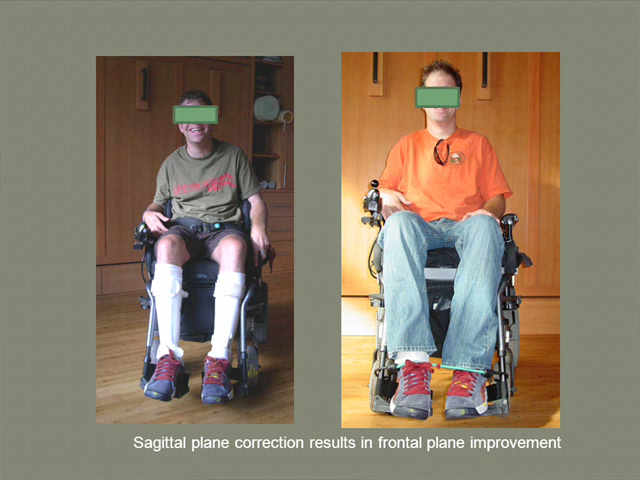 Sagittal plane correction results in frontal plane improvement